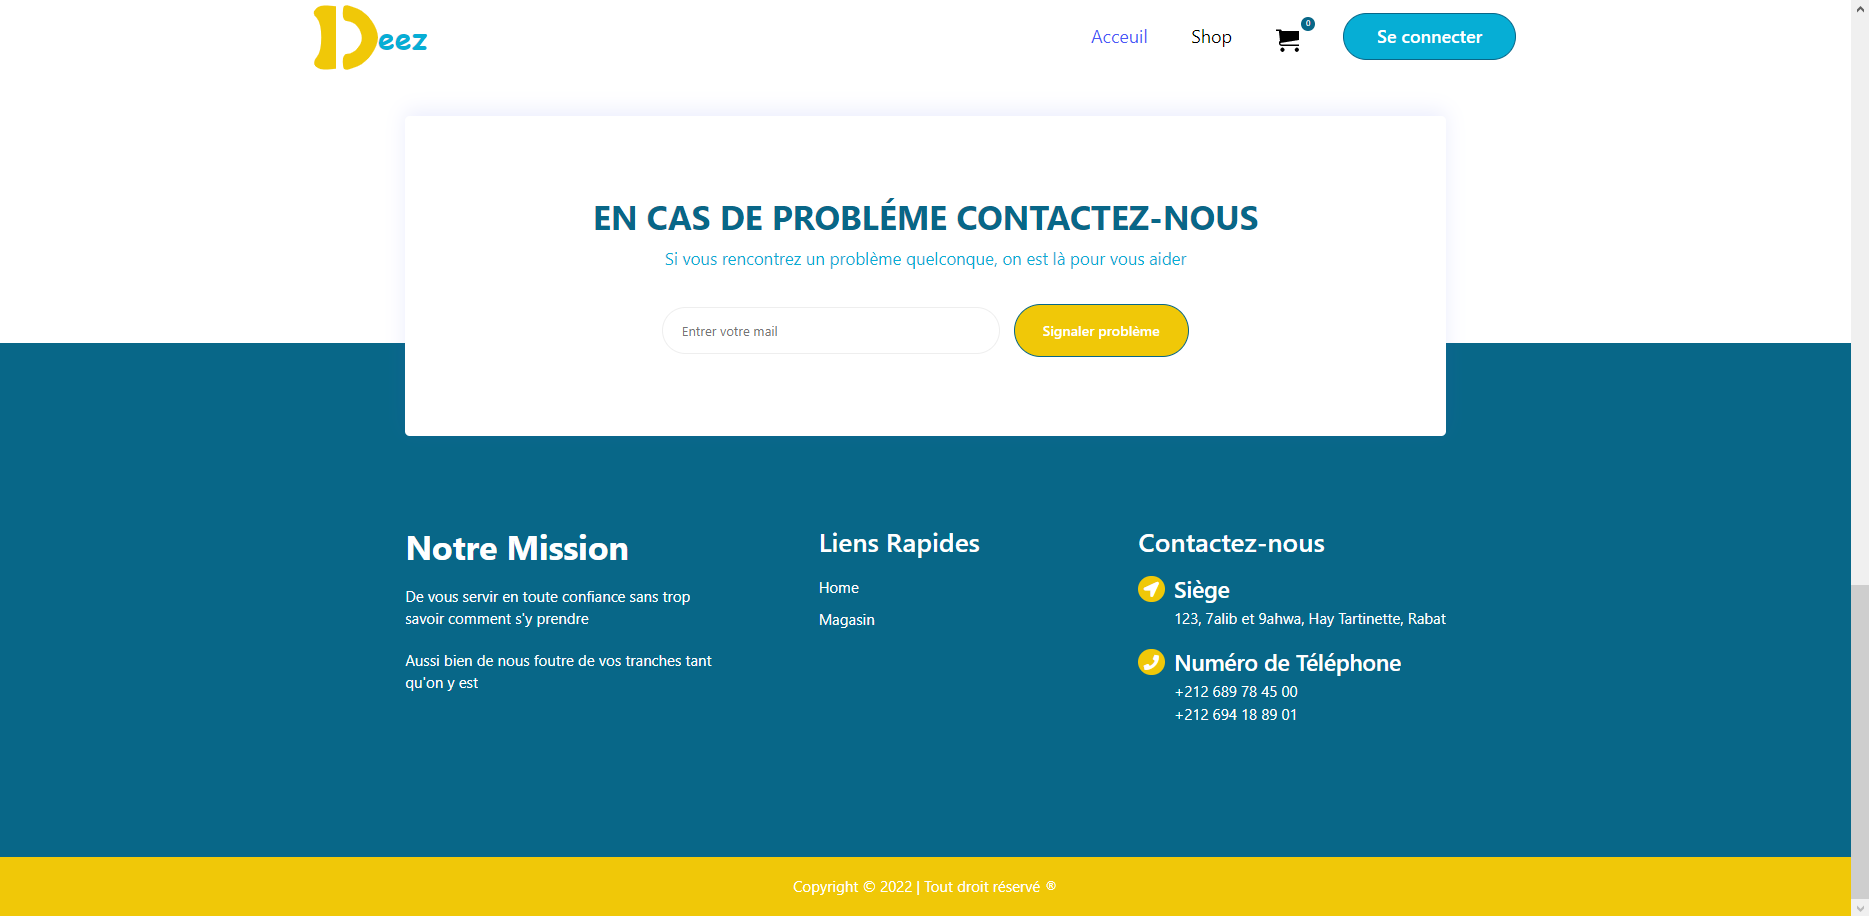 Deez
Acceuil
Shop
0
Se connecter
EN CAS DE PROBLÉME CONTACTEZ-NOUS
Si vous rencontrez un problème quelconque, on est là pour vous aider
Entrer votre mail
Signaler problème
Notre Mission
De vous servir en toute confiance sans trop
savoir comment s'y prendre
Aussi bien de nous foutre de vos tranches tant
qu'on y est
Liens Rapides
Home
Magasin
Contactez-nous
Siège
123, 7alib et 9ahwa, Hay Tartinette, Rabat
Numéro de Téléphone
+212 689 78 45 00
+212 694 18 89 01
Copyright © 2022 | Tout droit réservé ®